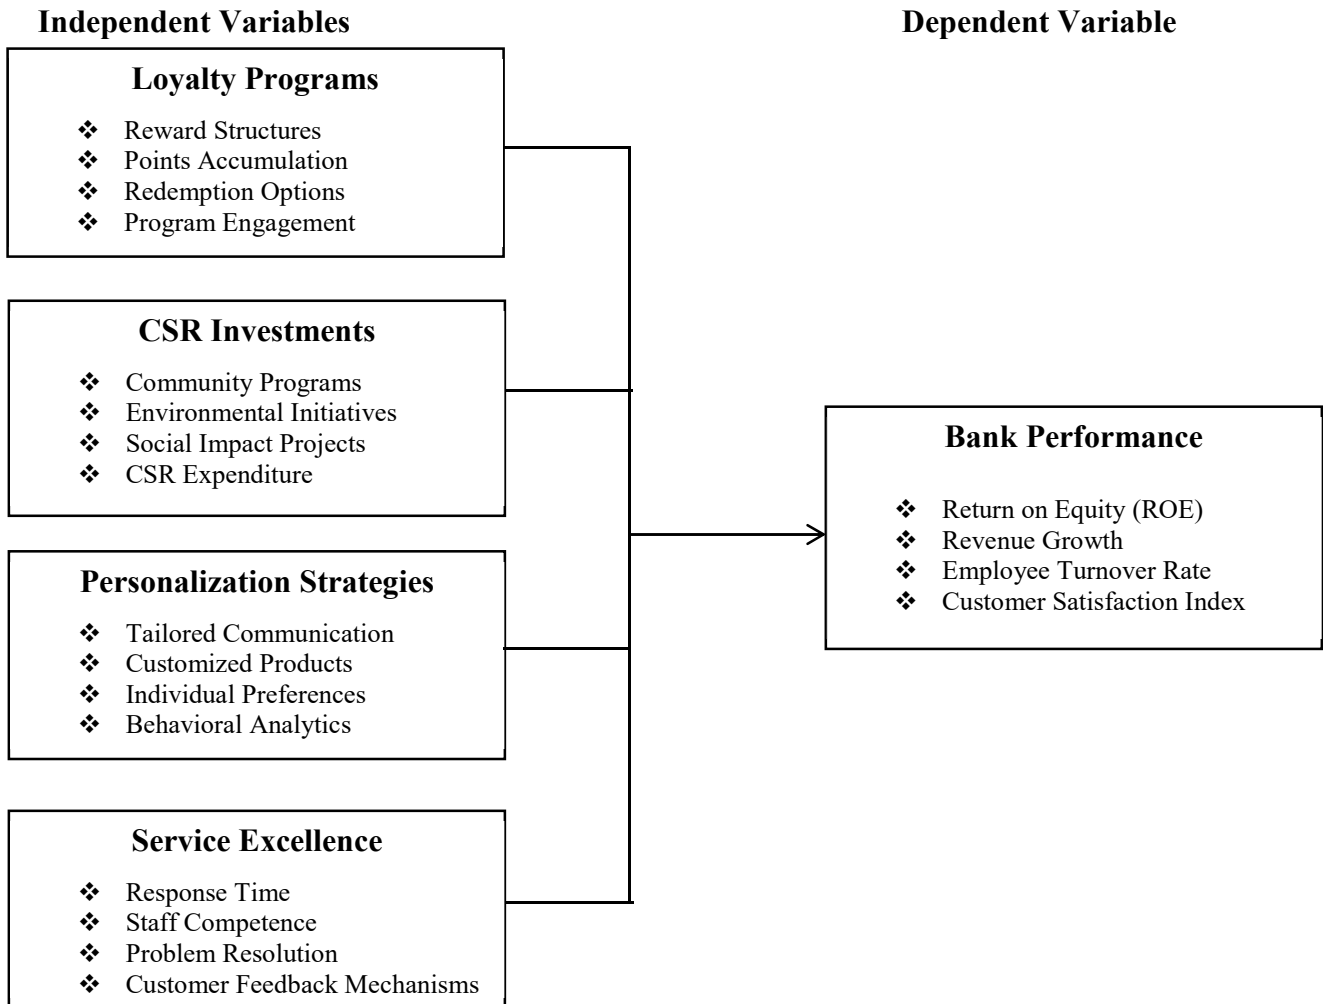 Independent Variables
Dependent Variable
Loyalty Programs
❖ Reward Structures
❖ Points Accumulation
❖ Redemption Options
❖ Program Engagement
CSR Investments
❖ Community Programs
❖ Environmental Initiatives
❖ Social Impact Projects
❖ CSR Expenditure
Personalization Strategies
❖ Tailored Communication
❖ Customized Products
❖ Individual Preferences
❖ Behavioral Analytics
Service Excellence
❖ Response Time
❖ Staff Competence
❖ Problem Resolution
❖ Customer Feedback Mechanisms
Bank Performance
❖ Return on Equity (ROE)
❖ Revenue Growth
❖ Employee Turnover Rate
❖ Customer Satisfaction Index